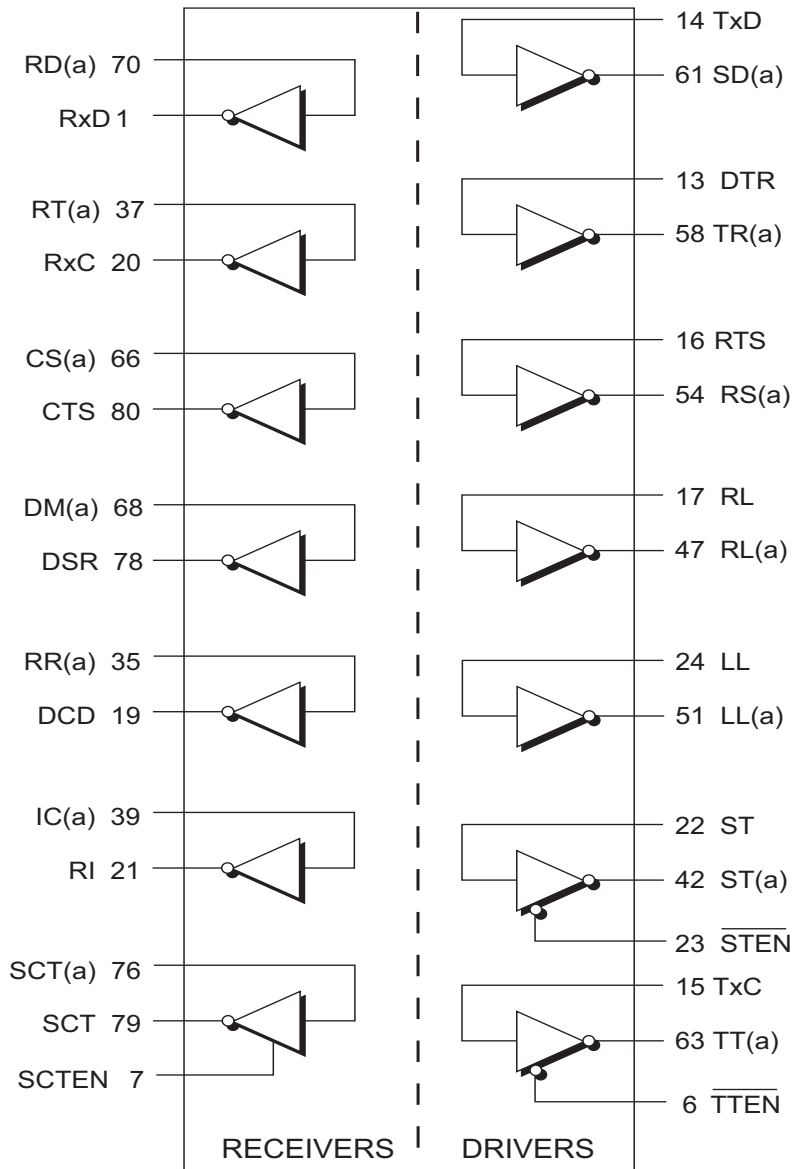 RD(a) 70
RxD 1
RT(a) 37
RxC 20
CS(a) 66
CTS 80
DM(a) 68
DSR 78
RR(a) 35
DCD 19
IC(a) 39
RI 21
SCT(a) 76
SCT 79
SCTEN 7
RECEIVERS
14 TxD
61 SD(a)
13 DTR
58 TR(a)
16 RTS
54 RS(a)
17 RL
47 RL(a)
24 LL
51 LL(a)
22 ST
42 ST(a)
23 S̅T̅E̅N̅
15 TxC
63 TT(a)
6 T̅T̅E̅N̅
DRIVERS